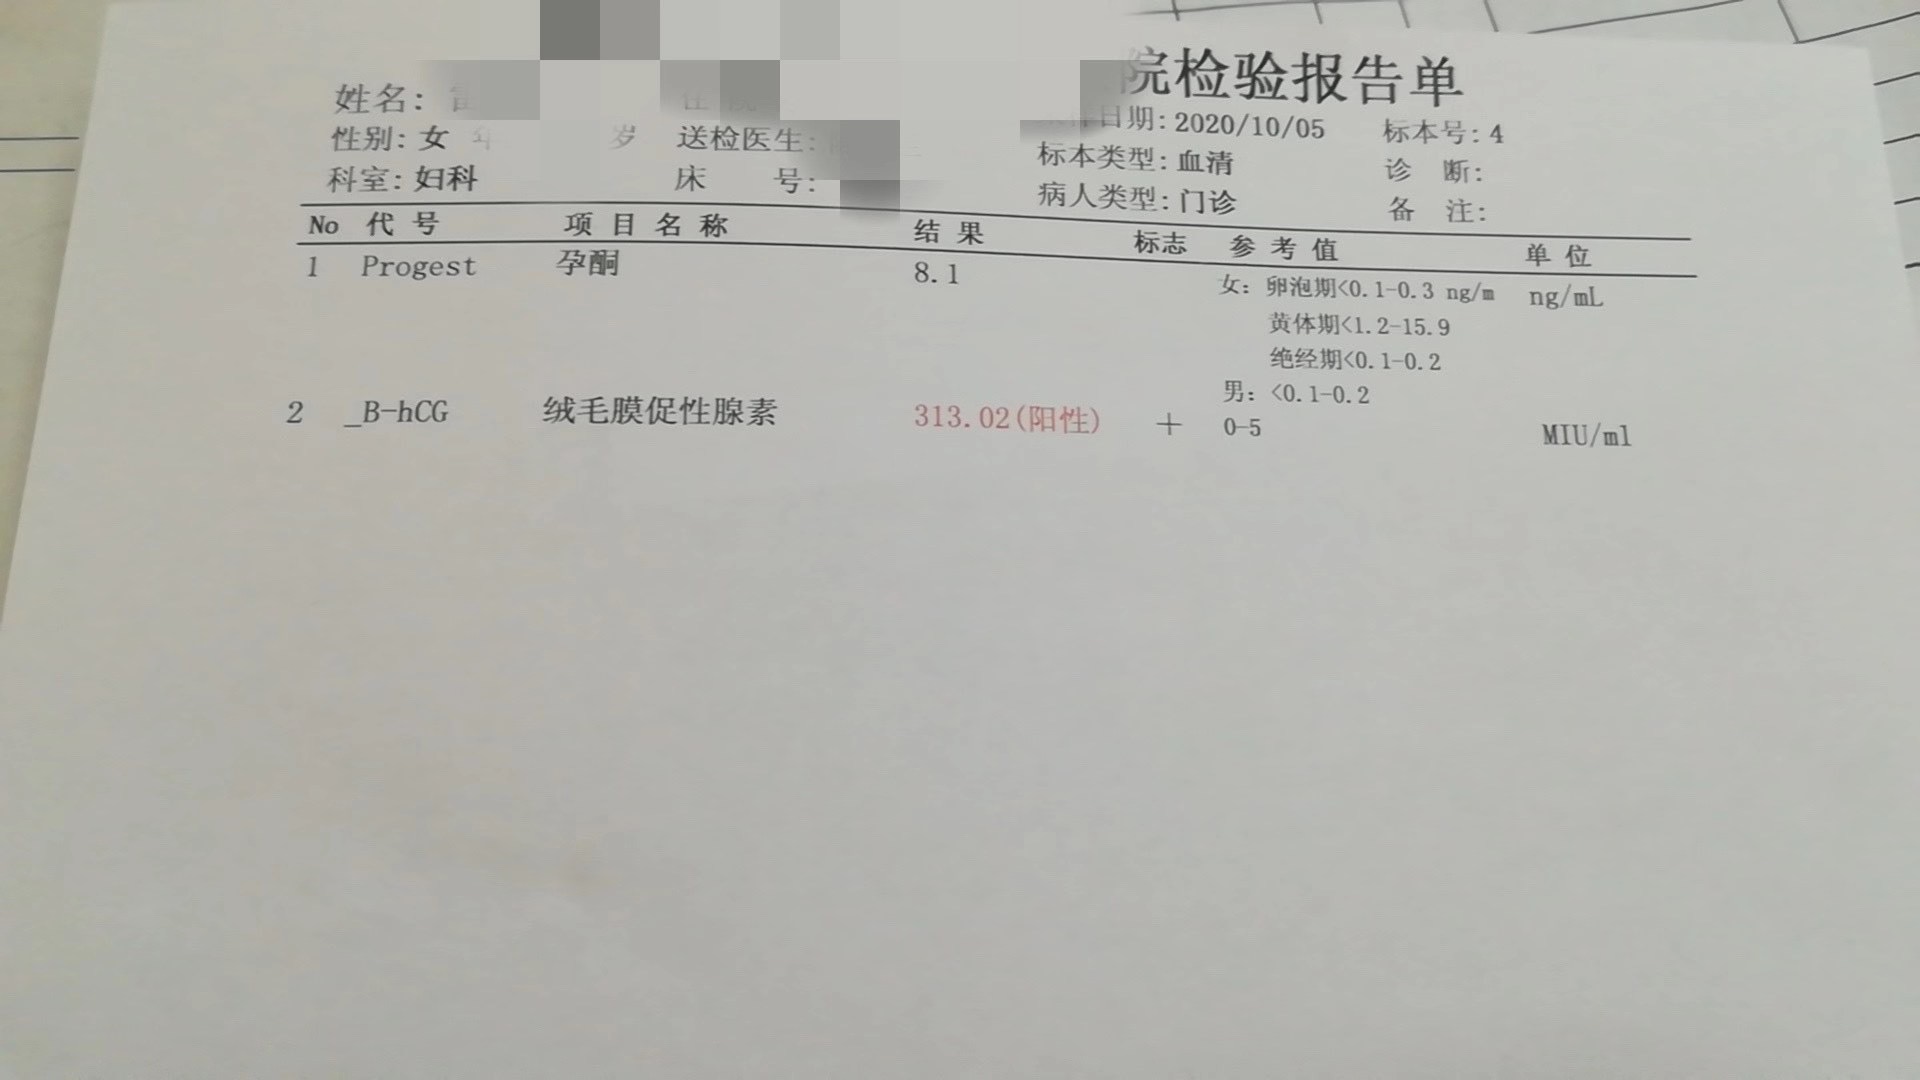 院检验报告单
姓名:
日期: 2020/10/05 标本号: 4
性别: 女 岁 送检医生:
标本类型: 血清 诊 断:
科室: 妇科 床 号:
病人类型: 门诊 备 注:
No 代 号 项 目 名 称 结 果 标志 参 考 值 单 位
1 Progest 孕酮 8.1 女: 卵泡期<0.1-0.3 ng/m ng/mL
黄体期<1.2-15.9
绝经期<0.1-0.2
男: <0.1-0.2
2 _B-hCG 绒毛膜促性腺素 313.02(阳性) + 0-5 MIU/ml